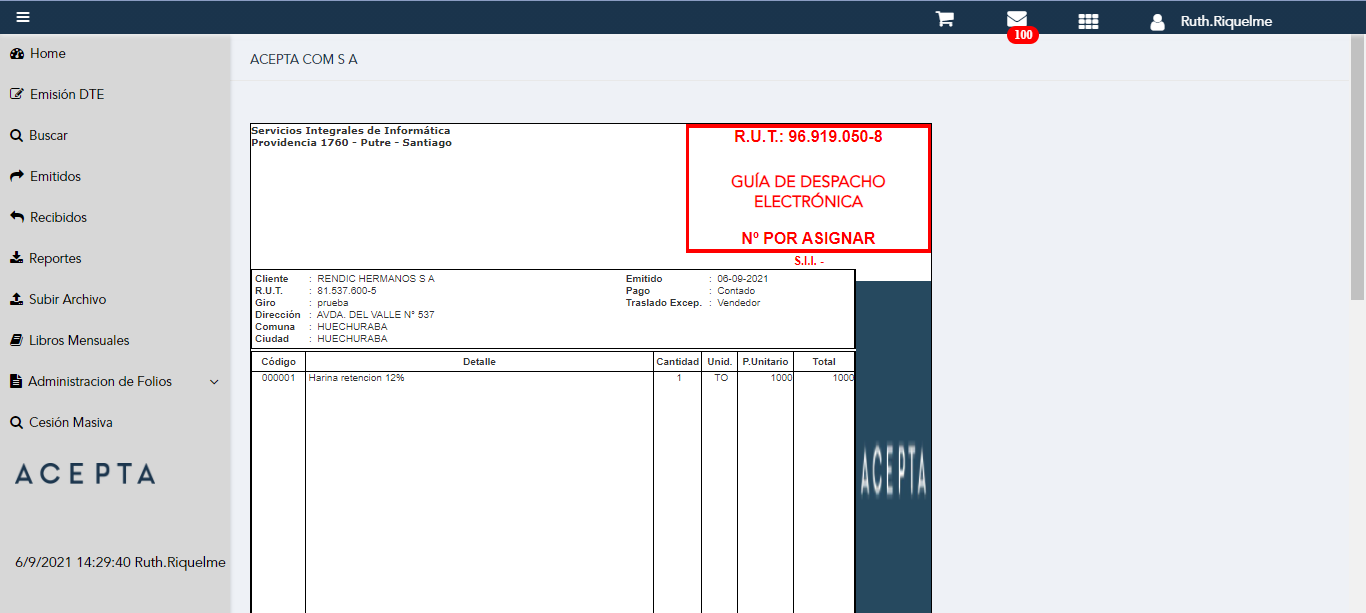 Ruth.Riquelme
100
Home
Emisión DTE
Buscar
Emitidos
Recibidos
Reportes
Subir Archivo
Libros Mensuales
Administracion de Folios
Cesión Masiva
ACEPTA
6/9/2021 14:29:40 Ruth.Riquelme
ACEPTA COM S A
Servicios Integrales de Informática
Providencia 1760 - Putre - Santiago
R.U.T.: 96.919.050-8
GUÍA DE DESPACHO
ELECTRÓNICA
Nº POR ASIGNAR
S.I.I. -
Cliente : RENDIC HERMANOS S A
R.U.T. : 81.537.600-5
Giro : prueba
Dirección : AVDA. DEL VALLE N° 537
Comuna : HUECHURABA
Ciudad : HUECHURABA
Emitido : 06-09-2021
Pago : Contado
Traslado Excep. : Vendedor
Código Detalle Cantidad Unid. P.Unitario Total
000001 Harina retencion 12% 1 TO 1000 1000
ACEPTA